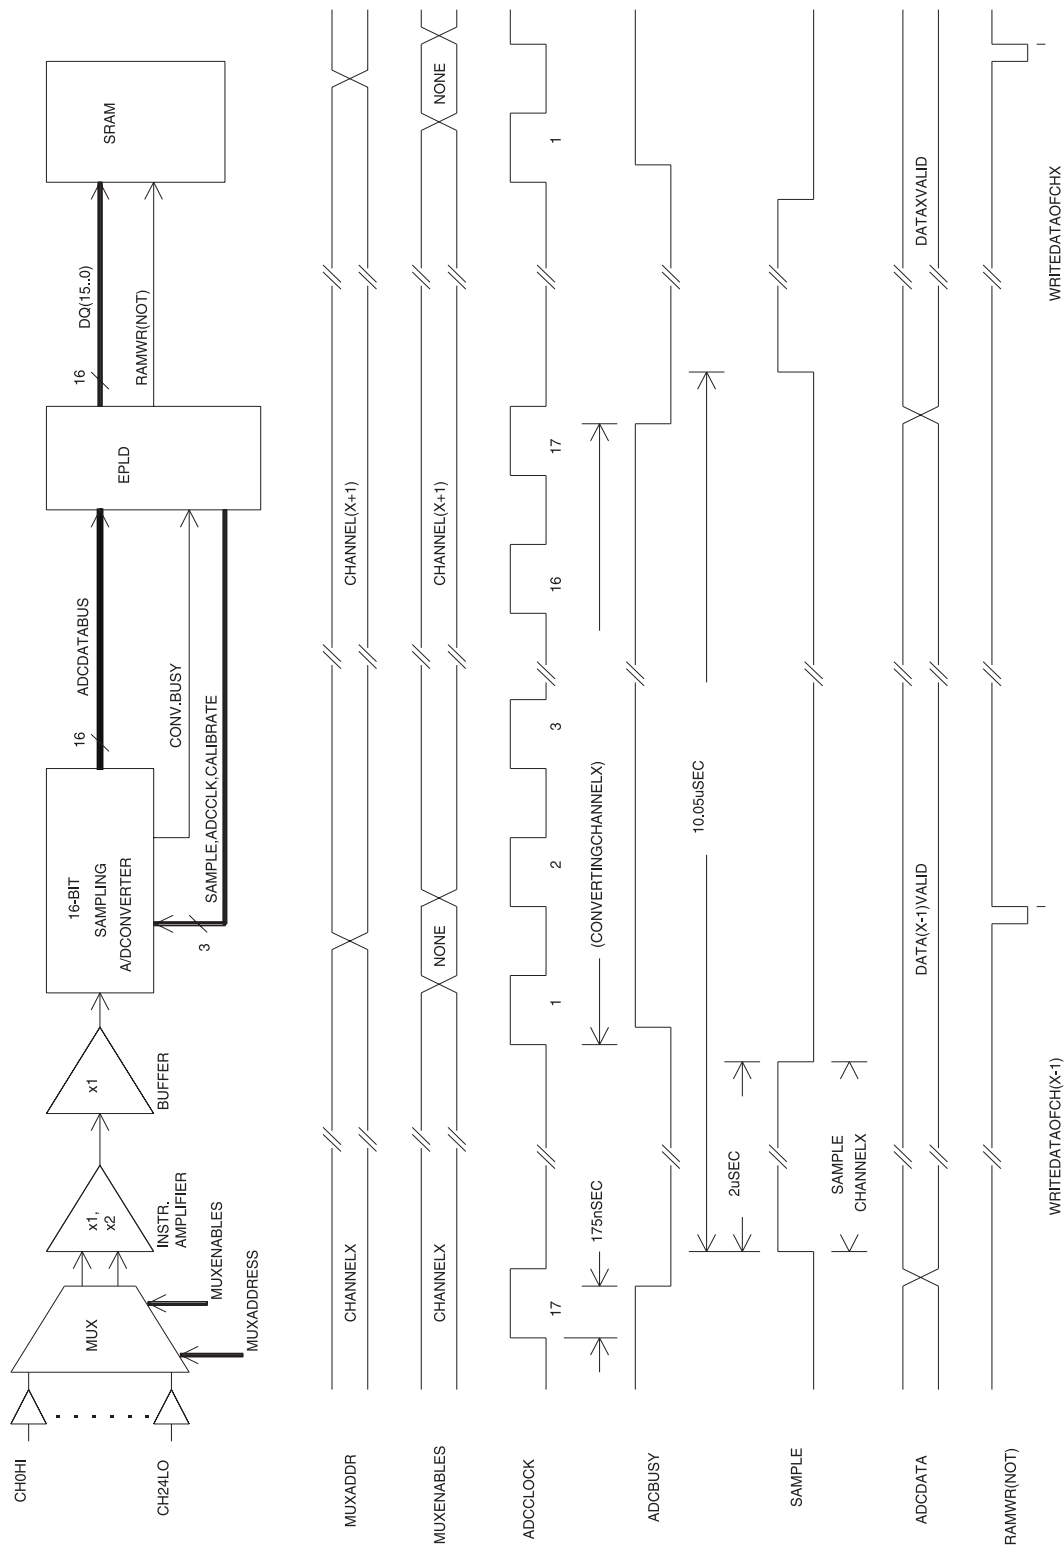 CH0HI
CH24LO
MUX
MUXADDRESS
MUXENABLES
x1,
x2
INSTR.
AMPLIFIER
x1
BUFFER
16-BIT
SAMPLING
A/DCONVERTER
3
16
ADCDATABUS
CONV.BUSY
SAMPLE,ADCCLK,CALIBRATE
EPLD
16
DQ(15..0)
RAMWR(NOT)
SRAM
MUXADDR
CHANNELX
CHANNEL(X+1)
MUXENABLES
CHANNELX
NONE
CHANNEL(X+1)
NONE
ADCCLOCK
17
1
2
3
16
17
1
175nSEC
(CONVERTINGCHANNELX)
ADCBUSY
10.05uSEC
2uSEC
SAMPLE
SAMPLE
CHANNELX
ADCDATA
DATA(X-1)VALID
DATAXVALID
RAMWR(NOT)
WRITEDATAOFCH(X-1)
WRITEDATAOFCHX